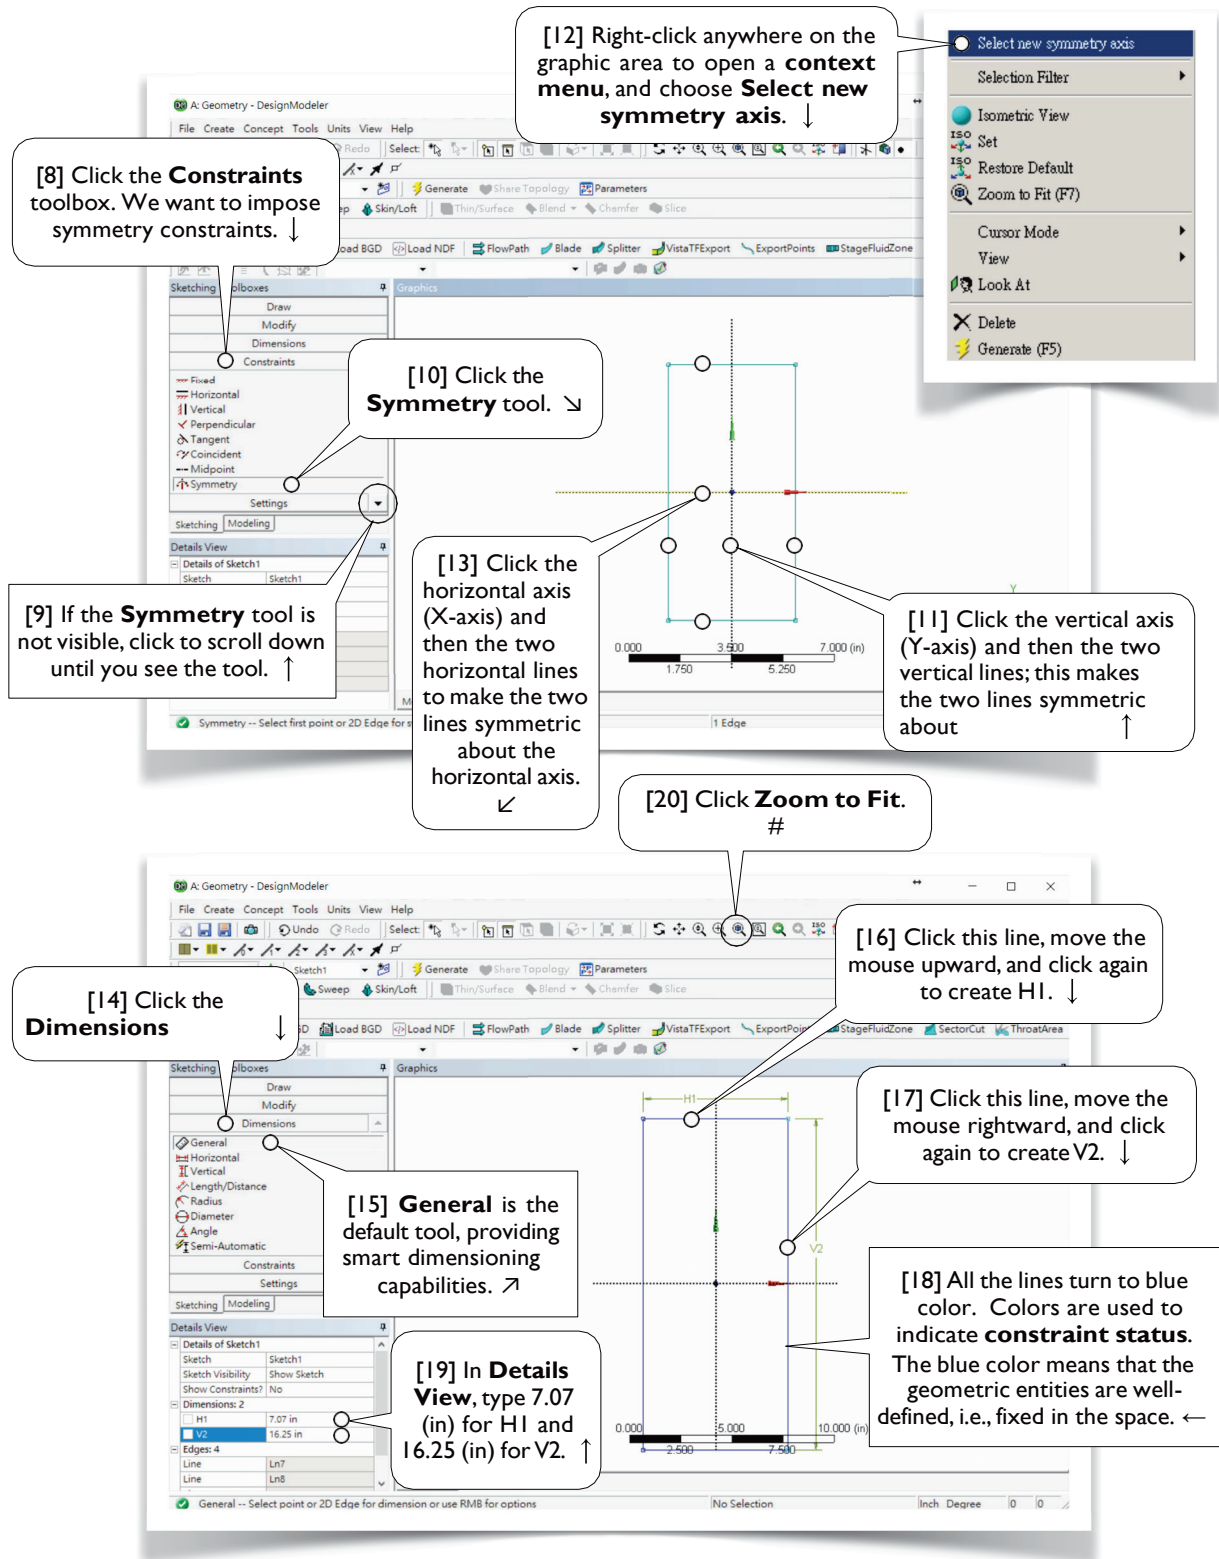 [12] Right-click anywhere on the
graphic area to open a context
menu, and choose Select new
symmetry axis. ↓
Select new symmetry axis
Selection Filter
Isometric View
ISO Set
ISO Restore Default
Zoom to Fit (F7)
Cursor Mode
View
Look At
Delete
Generate (F5)
A: Geometry - DesignModeler
File Create Concept Tools Units View Help
Redo Select:
[8] Click the Constraints
toolbox. We want to impose
symmetry constraints. ↓
Generate Share Topology Parameters
Skin/Loft Thin/Surface Blend Chamfer Slice
Load NDF FlowPath Blade Splitter VistaTFExport ExportPoints StageFluidZone
Graphics
Draw
Modify
Dimensions
Constraints
Fixed
Horizontal
Vertical
Perpendicular
Tangent
Coincident
Midpoint
Symmetry
Settings
Sketching Modeling
[10] Click the
Symmetry tool. ↘
Details View
Details of Sketch1
Sketch Sketch1
[9] If the Symmetry tool is
not visible, click to scroll down
until you see the tool. ↑
[13] Click the
horizontal axis
(X-axis) and
then the two
horizontal lines
to make the two
lines symmetric
about the
horizontal axis.
↙
Y
[11] Click the vertical axis
(Y-axis) and then the two
vertical lines; this makes
the two lines symmetric
about ↑
0.000 3.500 7.000 (in)
1.750 5.250
Symmetry -- Select first point or 2D Edge for
1 Edge
[20] Click Zoom to Fit.
#
A: Geometry - DesignModeler
File Create Concept Tools Units View Help
Undo Redo Select:
Sketch1 Generate Share Topology Parameters
Sweep Skin/Loft Thin/Surface Blend Chamfer Slice
Load BGD Load NDF FlowPath Blade Splitter VistaTFExport StageFluidZone SectorCut ThroatArea
[16] Click this line, move the
mouse upward, and click again
to create H1. ↓
[14] Click the
Dimensions ↓
Graphics
Draw
Modify
Dimensions
General
Horizontal
Vertical
Length/Distance
Radius
Diameter
Angle
Semi-Automatic
Constraints
Settings
Sketching Modeling
H1
V2
[17] Click this line, move the
mouse rightward, and click
again to create V2. ↓
[15] General is the
default tool, providing
smart dimensioning
capabilities. ↗
[18] All the lines turn to blue
color. Colors are used to
indicate constraint status.
The blue color means that the
geometric entities are well-
defined, i.e., fixed in the space. ←
Details View
Details of Sketch1
Sketch Sketch1
Sketch Visibility Show Sketch
Show Constraints? No
Dimensions: 2
H1 7.07 in
V2 16.25 in
Edges: 4
Line Ln7
Line Ln8
[19] In Details
View, type 7.07
(in) for H1 and
16.25 (in) for V2. ↑
0.000 5.000 10.000 (in)
2.500 7.500
General -- Select point or 2D Edge for dimension or use RMB for options
No Selection
Inch Degree 0 0